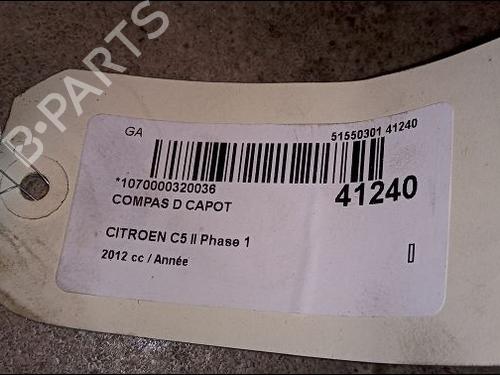 B·PARTS
GA
51550301 41240
*1070000320036
41240
COMPAS D CAPOT
CITROEN C5 II Phase 1
2012 cc / Année